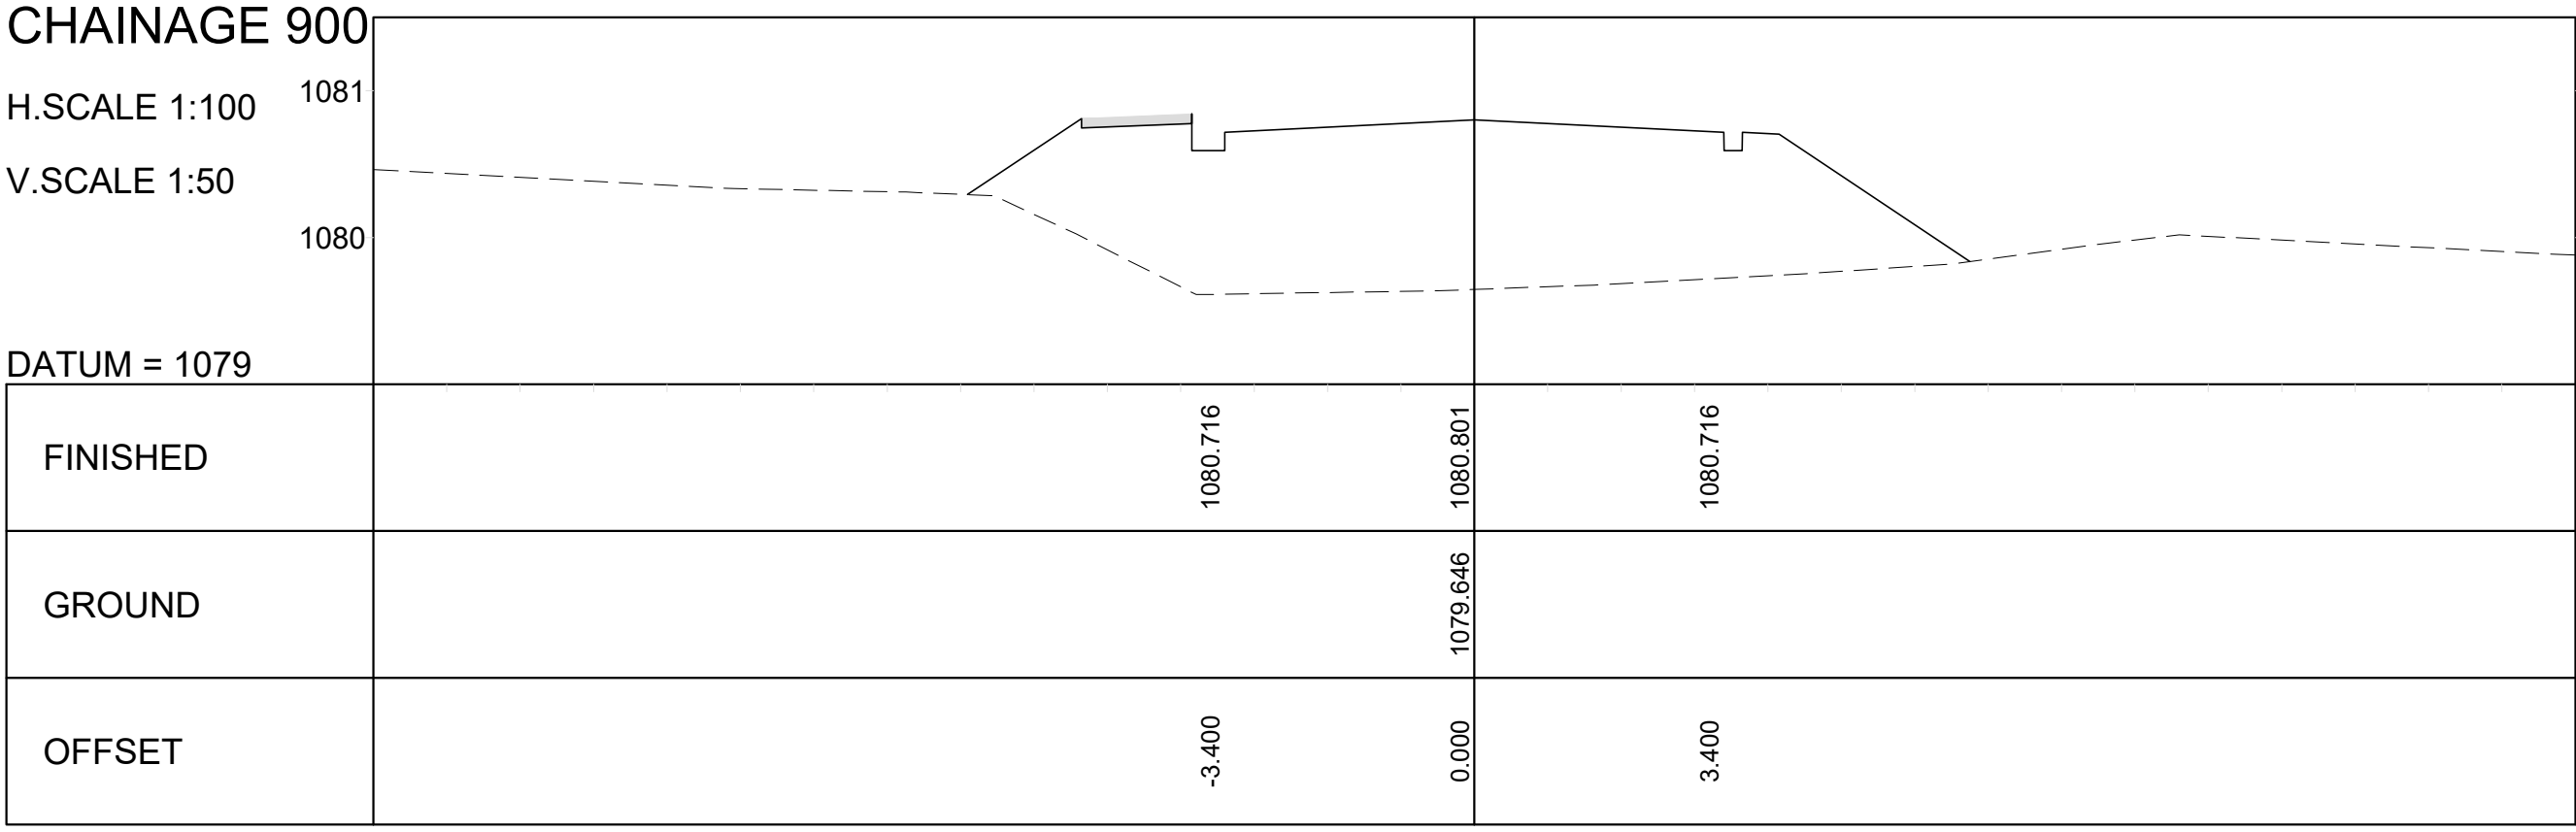 CHAINAGE 900
H.SCALE 1:100
1081
V.SCALE 1:50
1080
DATUM = 1079
FINISHED 1080.716 1080.801 1080.716
GROUND 1079.646
OFFSET -3.400 0.000 3.400